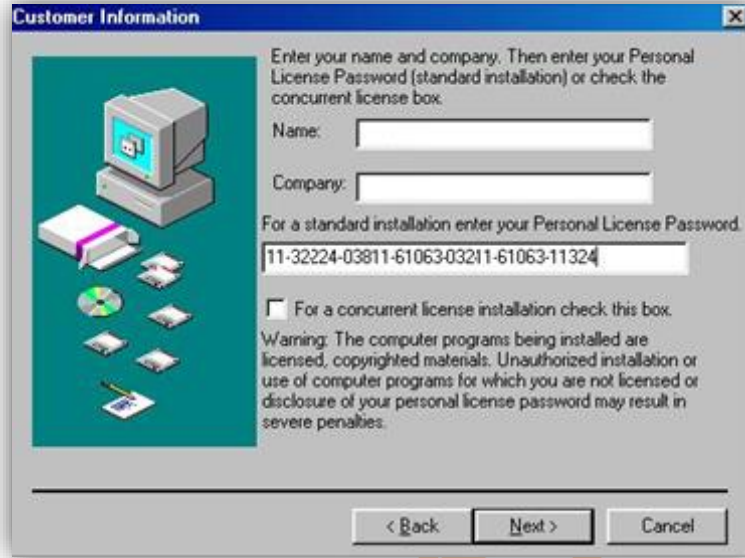 Customer Information
Enter your name and company. Then enter your Personal
License Password (standard installation) or check the
concurrent license box.
Name:
Company:
For a standard installation enter your Personal License Password.
11-32224-03811-61063-03211-61063-11324
For a concurrent license installation check this box.
Warning: The computer programs being installed are
licensed, copyrighted materials. Unauthorized installation or
use of computer programs for which you are not licensed or
disclosure of your personal license password may result in
severe penalties.
< Back
Next >
Cancel